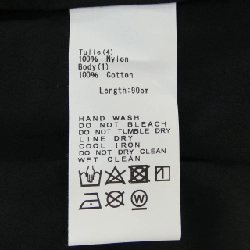 Tulle(4)
100% Nylon
Body(1)
100% Cotton
Length:90cm
HAND WASH
DO NOT BLEACH
DO NOT TUMBLE DRY
LINE DRY
COOL IRON
DO NOT DRY CLEAN
WET CLEAN
W